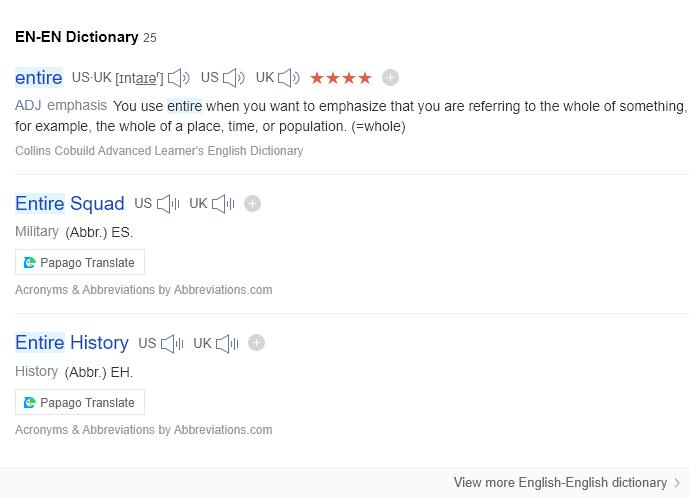 EN-EN Dictionary 25
entire US·UK [ɪntaɪəʳ] US UK ★★★★
ADJ emphasis You use entire when you want to emphasize that you are referring to the whole of something,
for example, the whole of a place, time, or population. (=whole)
Collins Cobuild Advanced Learner's English Dictionary
Entire Squad US UK
Military (Abbr.) ES.
Papago Translate
Acronyms & Abbreviations by Abbreviations.com
Entire History US UK
History (Abbr.) EH.
Papago Translate
Acronyms & Abbreviations by Abbreviations.com
View more English-English dictionary